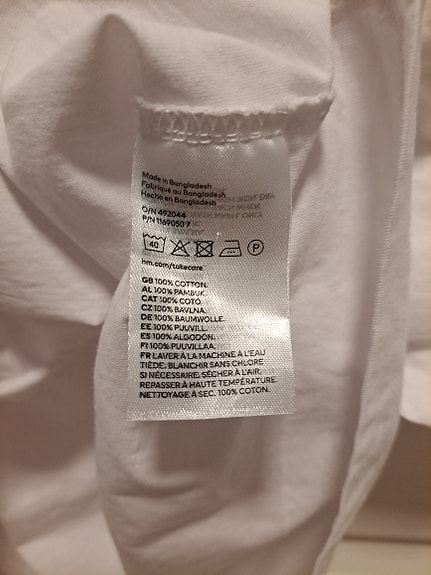 Made in Bangladesh
Fabriqué au Bangladesh
Hecho en Bangladesh
O/N 492044
P/N 1169050 7
40 P
hm.com/takecare
GB 100% COTTON.
AL 100% PAMBUK.
CAT 100% COTÓ.
CZ 100% BAVLNA.
DE 100% BAUMWOLLE.
EE 100% PUUVILL.
ES 100% ALGODÓN.
FI 100% PUUVILLAA.
FR LAVER À LA MACHINE À L'EAU
TIÈDE. BLANCHIR SANS CHLORE
SI NÉCESSAIRE. SÉCHER À L'AIR.
REPASSER À HAUTE TEMPÉRATURE.
NETTOYAGE À SEC. 100% COTON.